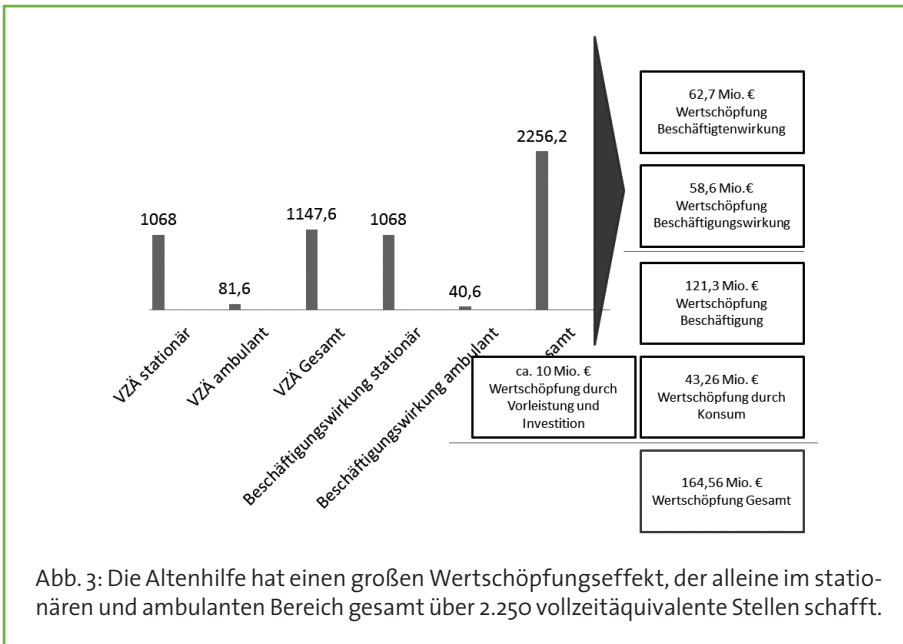 2256,2
1147,6
1068
1068
81,6
40,6
VZÄ stationär
VZÄ ambulant
VZÄ Gesamt
Beschäftigungswirkung stationär
Beschäftigungswirkung ambulant
62,7 Mio. €
Wertschöpfung
Beschäftigtenwirkung
58,6 Mio.€
Wertschöpfung
Beschäftigungswirkung
121,3 Mio. €
Wertschöpfung
Beschäftigung
ca. 10 Mio. €
Wertschöpfung durch
Vorleistung und
Investition
43,26 Mio. €
Wertschöpfung durch
Konsum
164,56 Mio. €
Wertschöpfung Gesamt
Abb. 3: Die Altenhilfe hat einen großen Wertschöpfungseffekt, der alleine im statio-
nären und ambulanten Bereich gesamt über 2.250 vollzeitäquivalente Stellen schafft.